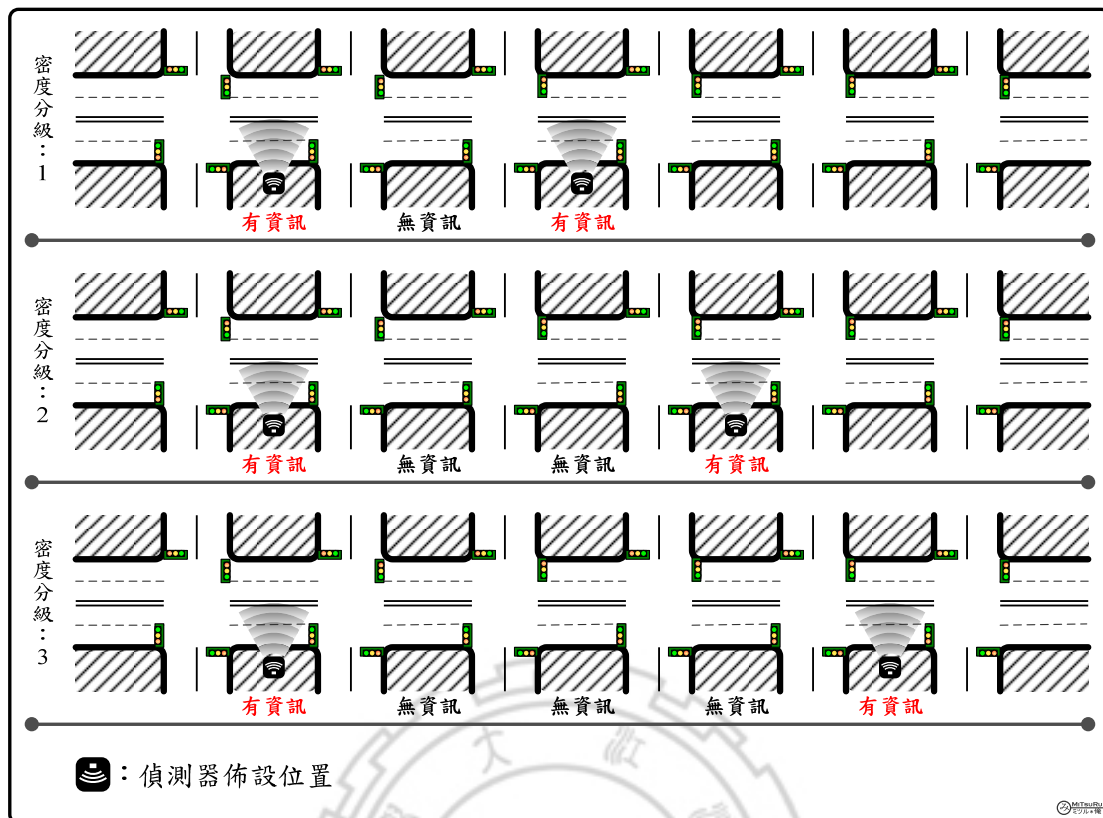 密度分級：1
有資訊 無資訊 有資訊
密度分級：2
有資訊 無資訊 無資訊 有資訊
密度分級：3
有資訊 無資訊 無資訊 無資訊 有資訊
大 江
：偵測器佈設位置
MiTsuRu